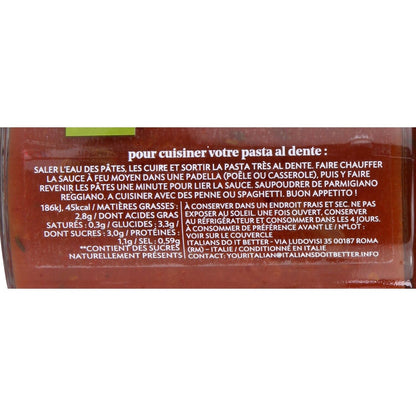 pour cuisiner votre pasta al dente :
SALER L'EAU DES PÂTES, LES CUIRE ET SORTIR LA PASTA TRÈS AL DENTE. FAIRE CHAUFFER
LA SAUCE À FEU MOYEN DANS UNE PADELLA (POÊLE OU CASSEROLE), PUIS Y FAIRE
REVENIR LES PÂTES UNE MINUTE POUR LIER LA SAUCE. SAUPOUDRER DE PARMIGIANO
REGGIANO. A CUISINER AVEC DES PENNE OU SPAGHETTI. BUON APPETITO !
186kJ, 45kcal / MATIÈRES GRASSES :
2,8g / DONT ACIDES GRAS
SATURÉS : 0,3g / GLUCIDES : 3,3g /
DONT SUCRES : 3,0g / PROTÉINES :
1,1g / SEL : 0,59g
**CONTIENT DES SUCRES
NATURELLEMENT PRÉSENTS
À CONSERVER DANS UN ENDROIT FRAIS ET SEC. NE PAS
EXPOSER AU SOLEIL. UNE FOIS OUVERT, CONSERVER
AU RÉFRIGÉRATEUR ET CONSOMMER DANS LES 4 JOURS.
À CONSOMMER DE PRÉFÉRENCE AVANT LE / N°LOT :
VOIR SUR LE COUVERCLE
ITALIANS DO IT BETTER - VIA LUDOVISI 35 00187 ROMA
(RM) – ITALIE / CONDITIONNÉ EN ITALIE
CONTACT: YOURITALIAN@ITALIANSDOITBETTER.INFO